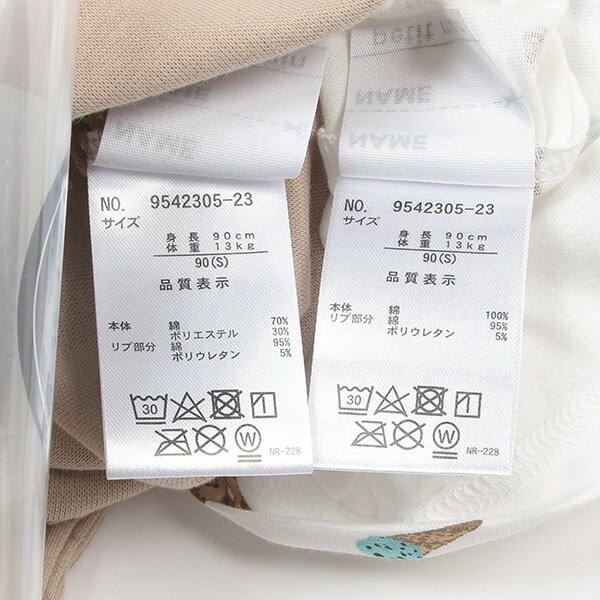 NAME
NO. 9542305-23
サイズ
身長 90cm
体重 13kg
90(S)
品質表示
本体 綿 70%
ポリエステル 30%
リブ部分 綿 95%
ポリウレタン 5%
30
W
NR-228
petit m
NAME
NAME
NO. 9542305-23
サイズ
身長 90cm
体重 13kg
90(S)
品質表示
本体 綿 100%
リブ部分 綿 95%
ポリウレタン 5%
30
W
NR-228